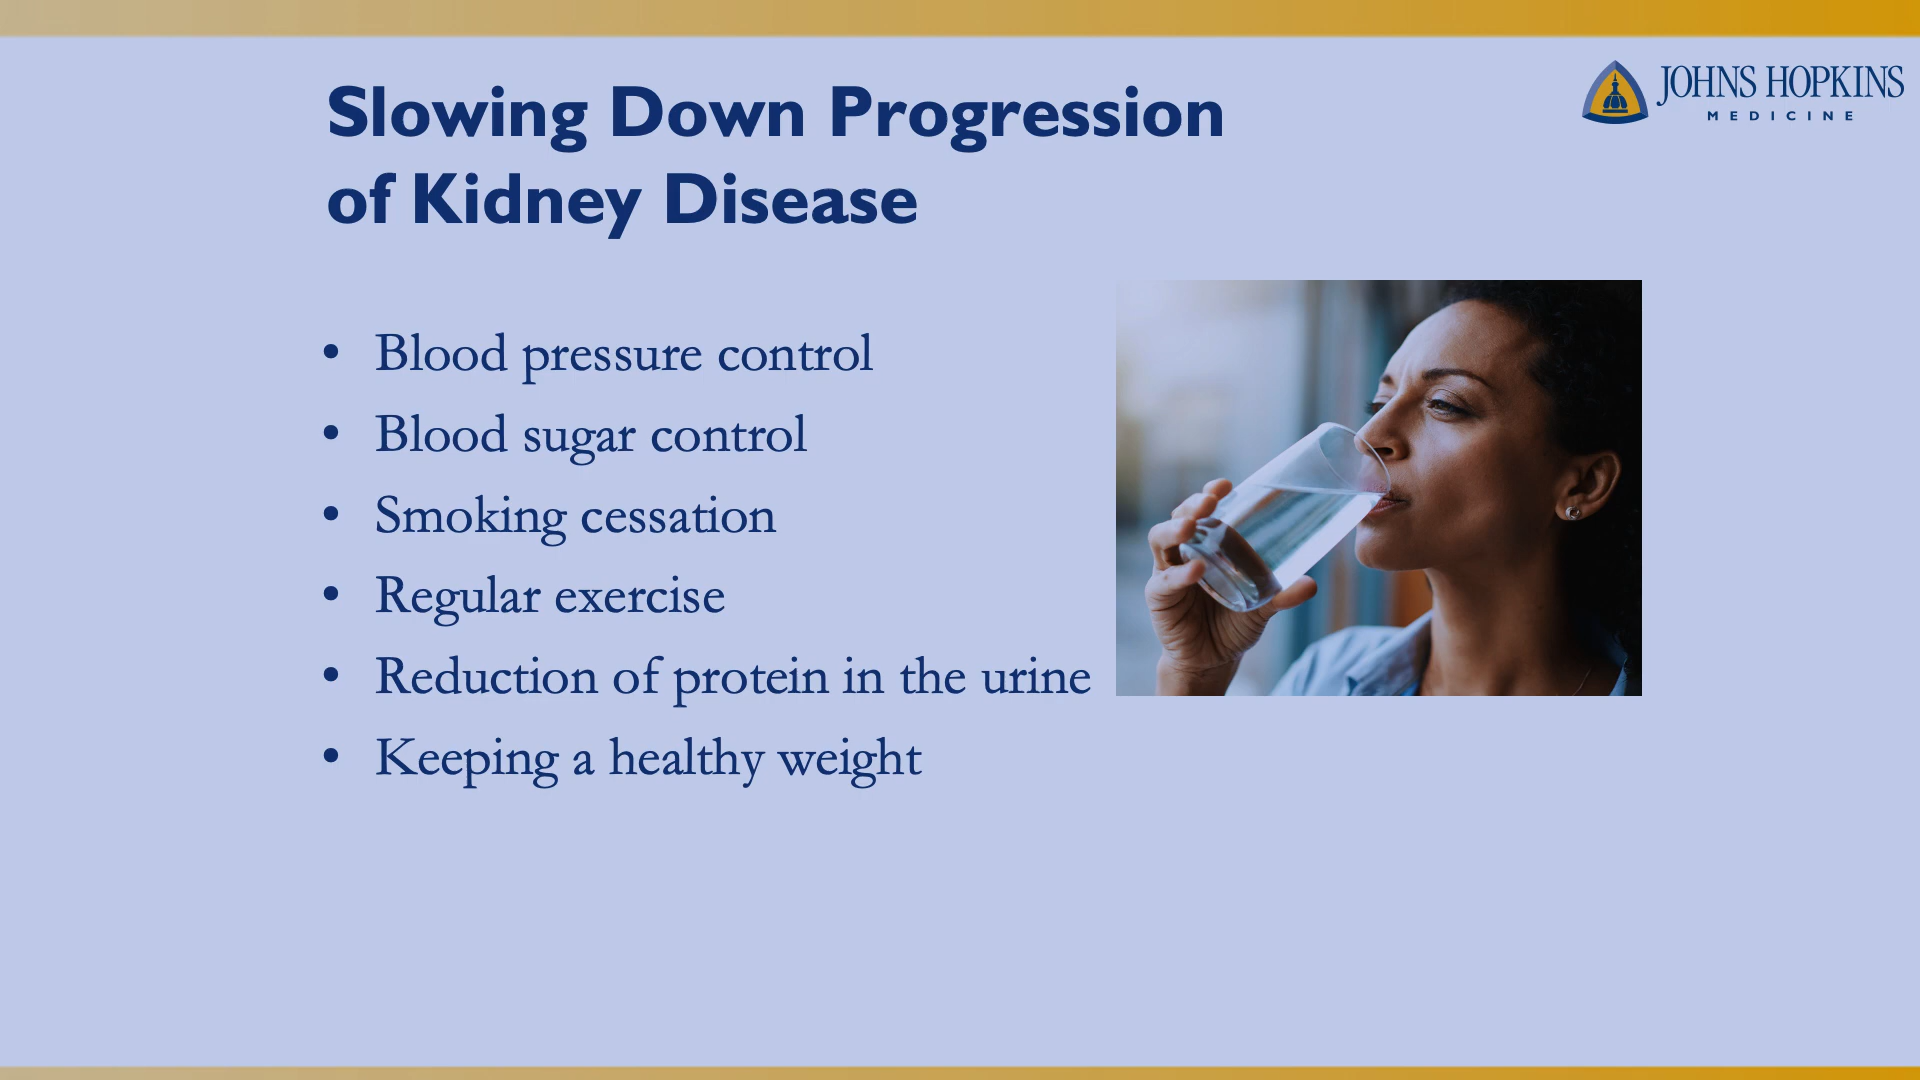 JOHNS HOPKINS
MEDICINE
Slowing Down Progression
of Kidney Disease
• Blood pressure control
• Blood sugar control
• Smoking cessation
• Regular exercise
• Reduction of protein in the urine
• Keeping a healthy weight